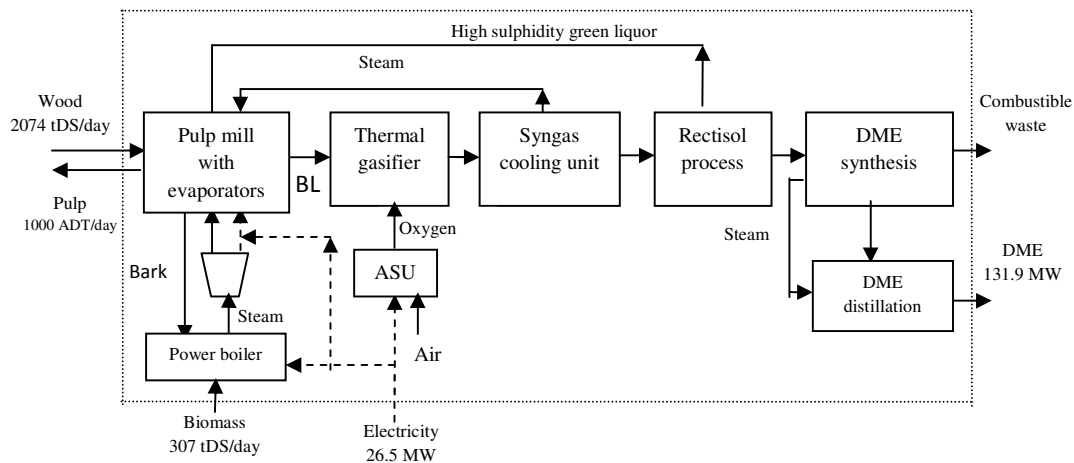 High sulphidity green liquor
Steam
Wood
2074 tDS/day
Pulp mill
with
evaporators
BL
Thermal
gasifier
Syngas
cooling unit
Rectisol
process
DME
synthesis
Combustible
waste
Pulp
1000 ADT/day
Oxygen
Steam
DME
131.9 MW
Bark
ASU
DME
distillation
Steam
Air
Power boiler
Biomass
307 tDS/day
Electricity
26.5 MW